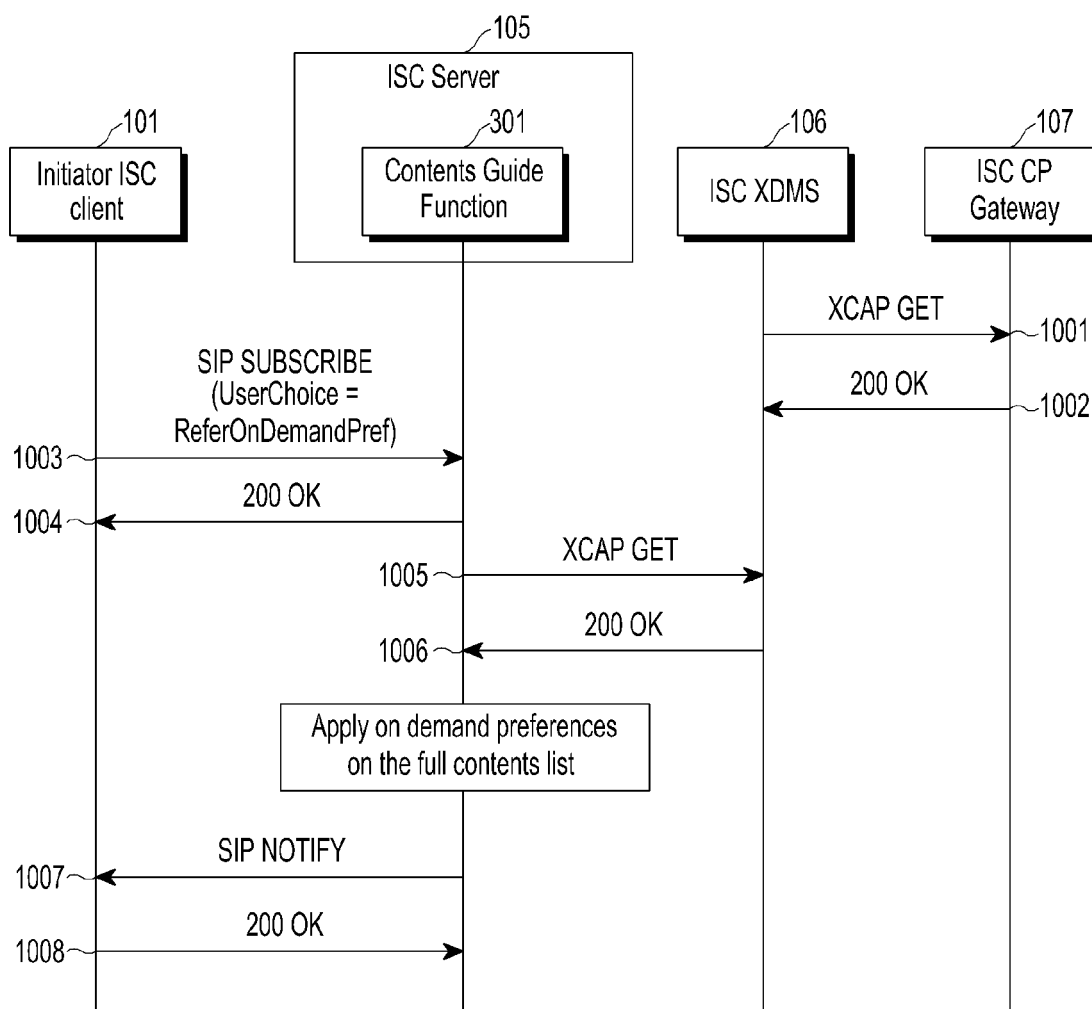 105
ISC Server
101
301
106
107
Initiator ISC
client
Contents Guide
Function
ISC XDMS
ISC CP
Gateway
XCAP GET
1001
SIP SUBSCRIBE
(UserChoice =
ReferOnDemandPref)
200 OK
1002
1003
200 OK
1004
XCAP GET
1005
200 OK
1006
Apply on demand preferences
on the full contents list
SIP NOTIFY
1007
200 OK
1008